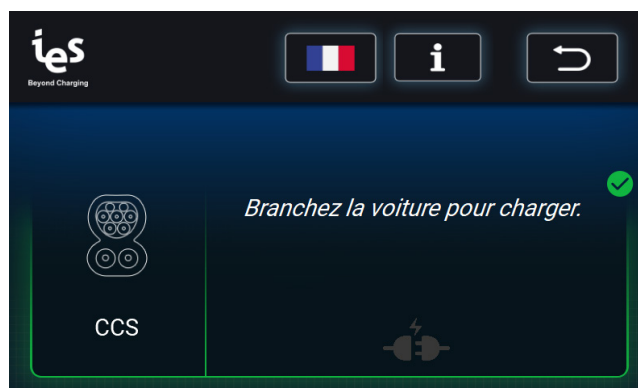 ies
Beyond Charging
i
Branchez la voiture pour charger.
CCS